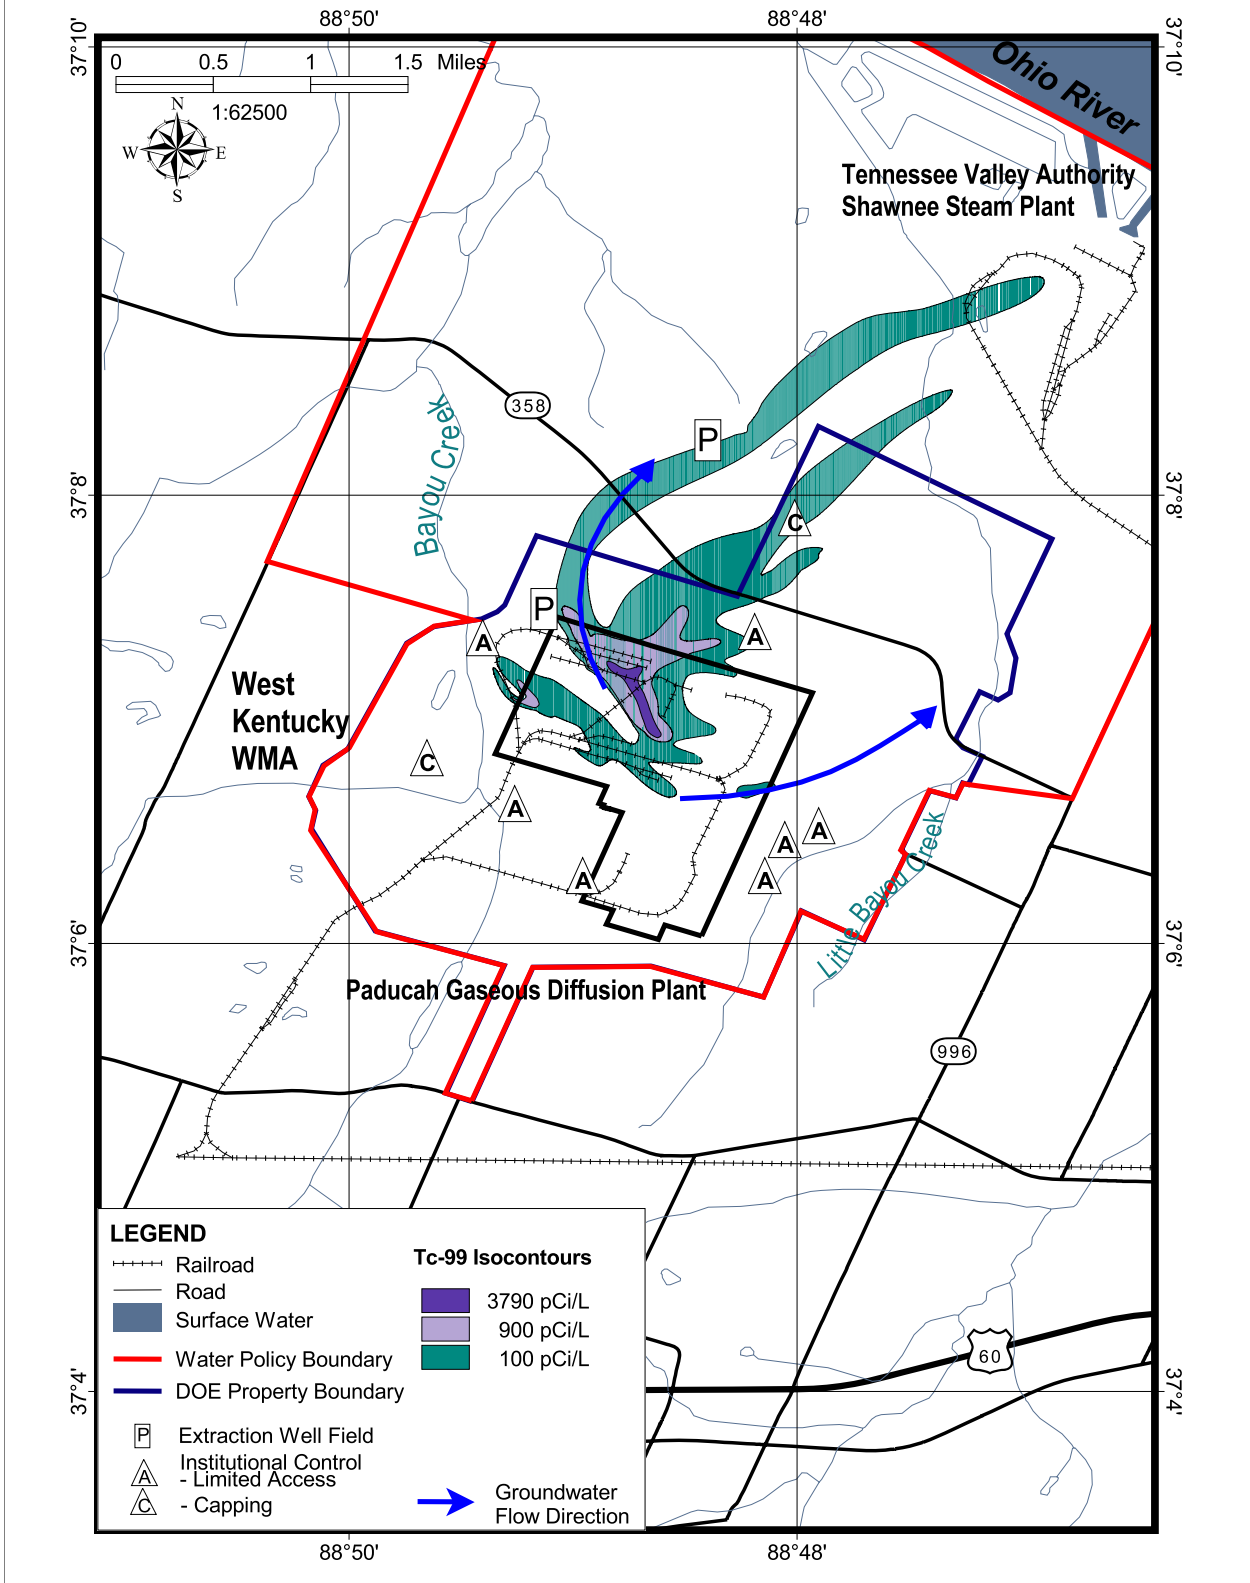 88°50'
88°48'
37°10'
37°10'
0 0.5 1 1.5 Miles
1:62500
N
W E
S
Ohio River
Tennessee Valley Authority
Shawnee Steam Plant
358
Bayou Creek
P
37°8'
37°8'
C
P
A
A
West
Kentucky
WMA
C
A
A
A
A
A
Little Bayou Creek
37°6'
37°6'
Paducah Gaseous Diffusion Plant
996
LEGEND
Railroad
Road
Surface Water
Water Policy Boundary
DOE Property Boundary
P Extraction Well Field
Institutional Control
A - Limited Access
C - Capping
Tc-99 Isocontours
3790 pCi/L
900 pCi/L
100 pCi/L
Groundwater
Flow Direction
60
37°4'
37°4'
88°50'
88°48'